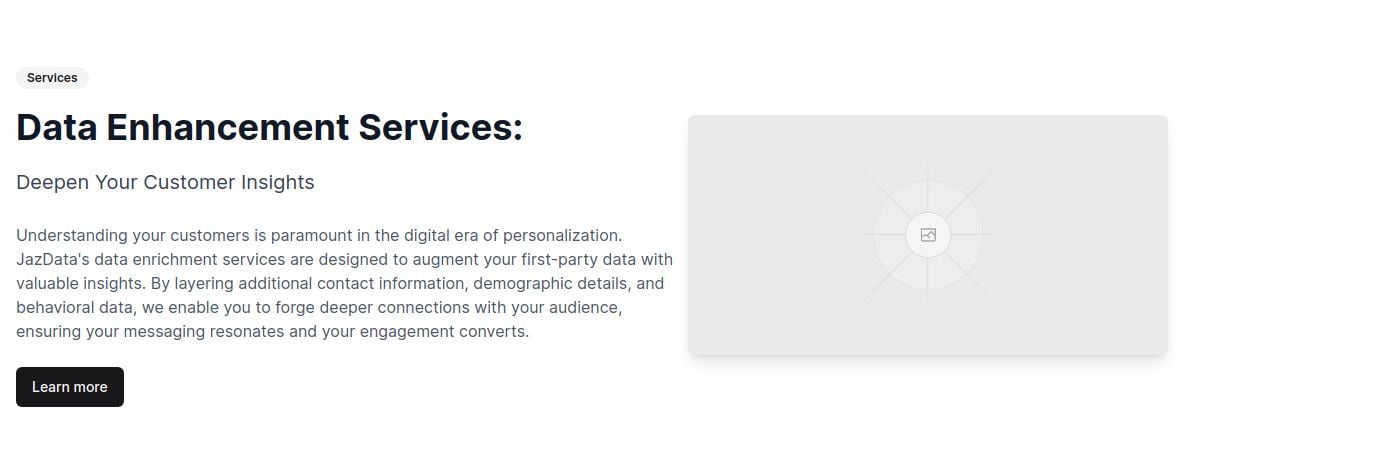 Services
Data Enhancement Services:
Deepen Your Customer Insights
Understanding your customers is paramount in the digital era of personalization.
JazData's data enrichment services are designed to augment your first-party data with
valuable insights. By layering additional contact information, demographic details, and
behavioral data, we enable you to forge deeper connections with your audience,
ensuring your messaging resonates and your engagement converts.
Learn more